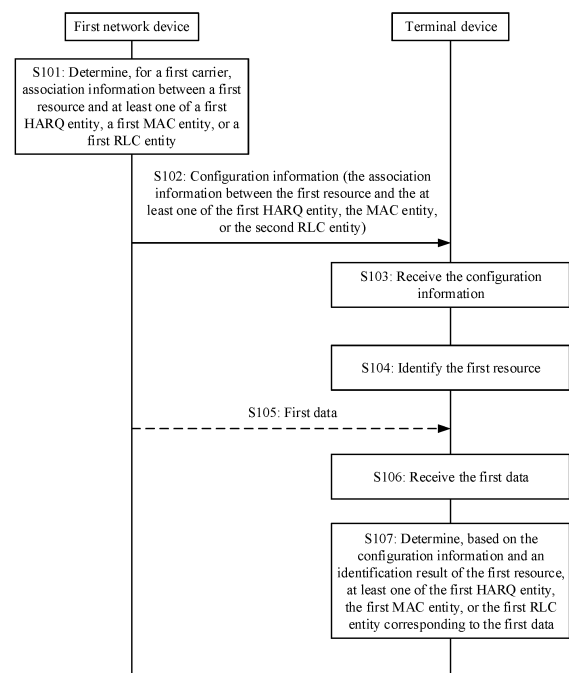 First network device
Terminal device
S101: Determine, for a first carrier,
association information between a first
resource and at least one of a first
HARQ entity, a first MAC entity, or a
first RLC entity
S102: Configuration information (the association
information between the first resource and the at
least one of the first HARQ entity, the MAC entity,
or the second RLC entity)
S103: Receive the configuration
information
S104: Identify the first resource
S105: First data
S106: Receive the first data
S107: Determine, based on the
configuration information and an
identification result of the first resource,
at least one of the first HARQ entity,
the first MAC entity, or the first RLC
entity corresponding to the first data